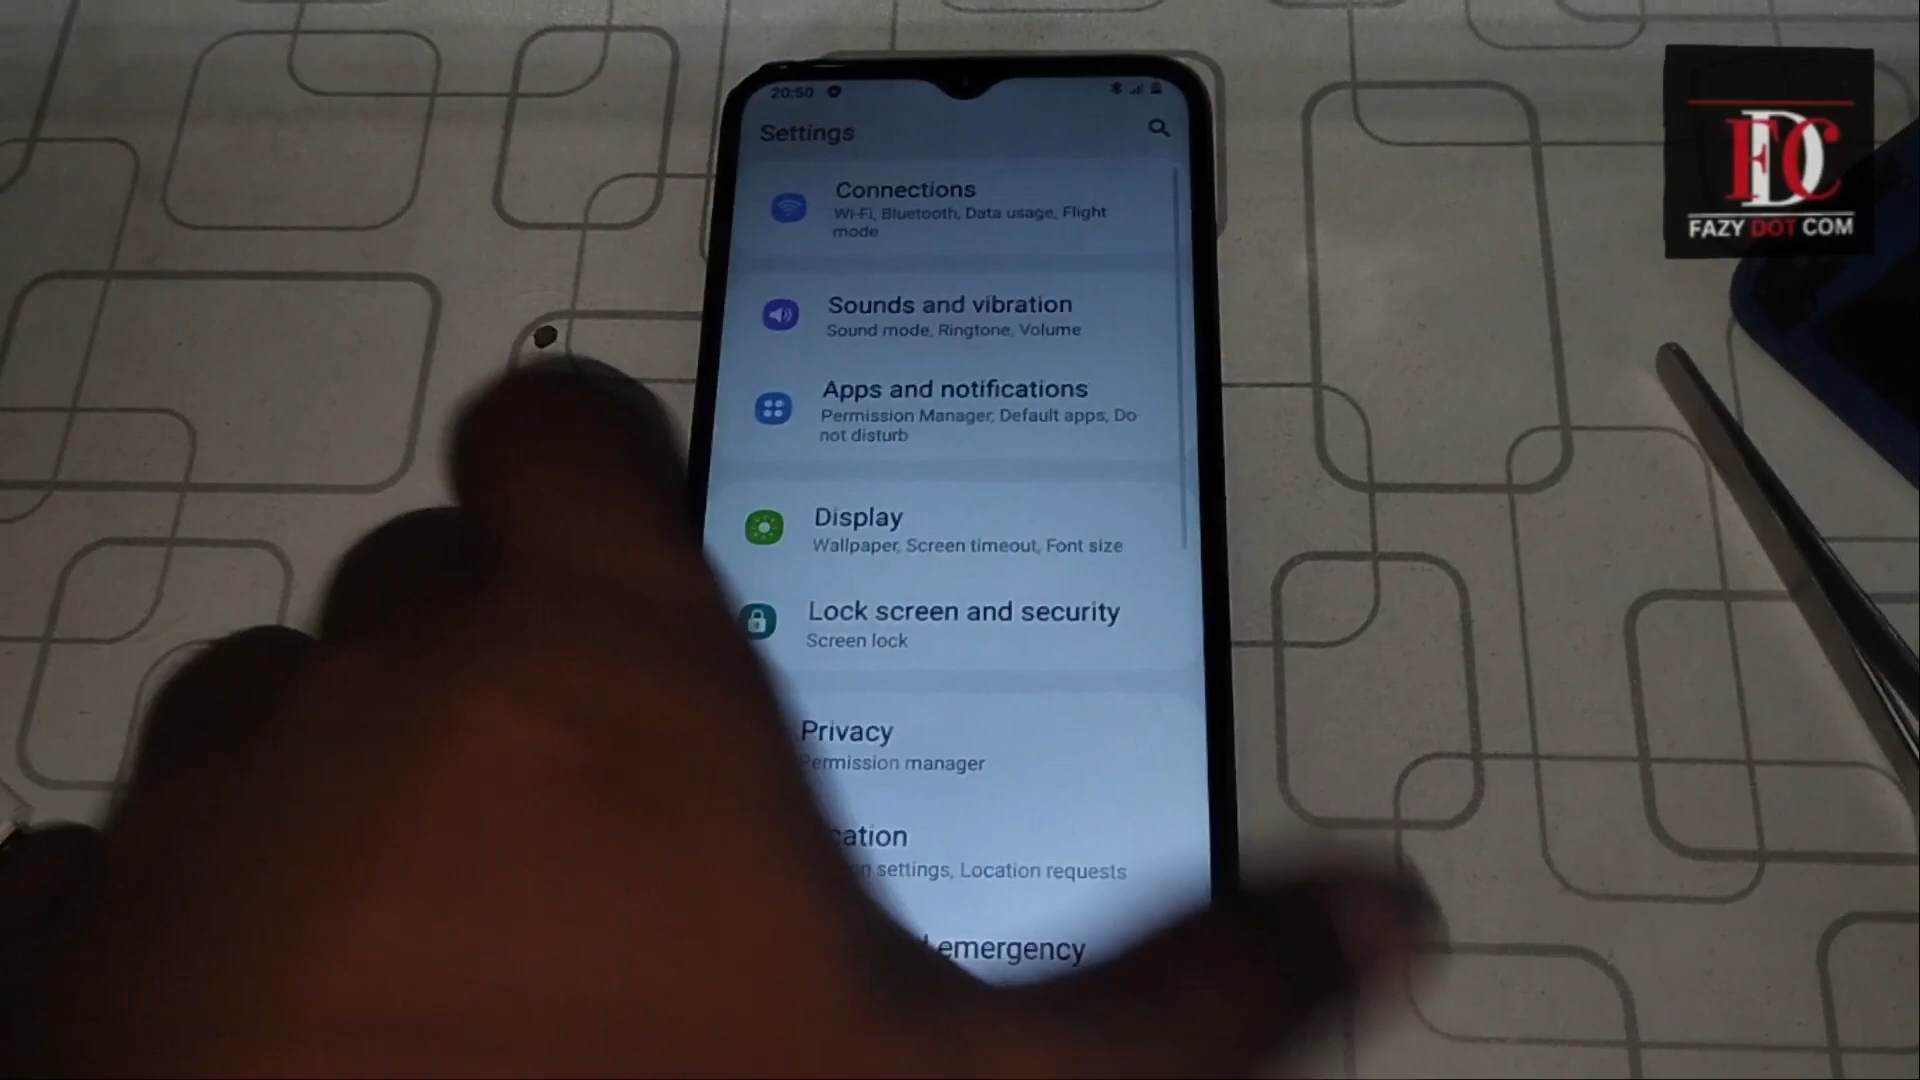 20:50
Settings
Connections
Wi-Fi, Bluetooth, Data usage, Flight
mode
Sounds and vibration
Sound mode, Ringtone, Volume
Apps and notifications
Permission Manager, Default apps, Do
not disturb
Display
Wallpaper, Screen timeout, Font size
Lock screen and security
Screen lock
Privacy
Permission manager
cation
settings, Location requests
emergency
FDC
FAZY DOT COM